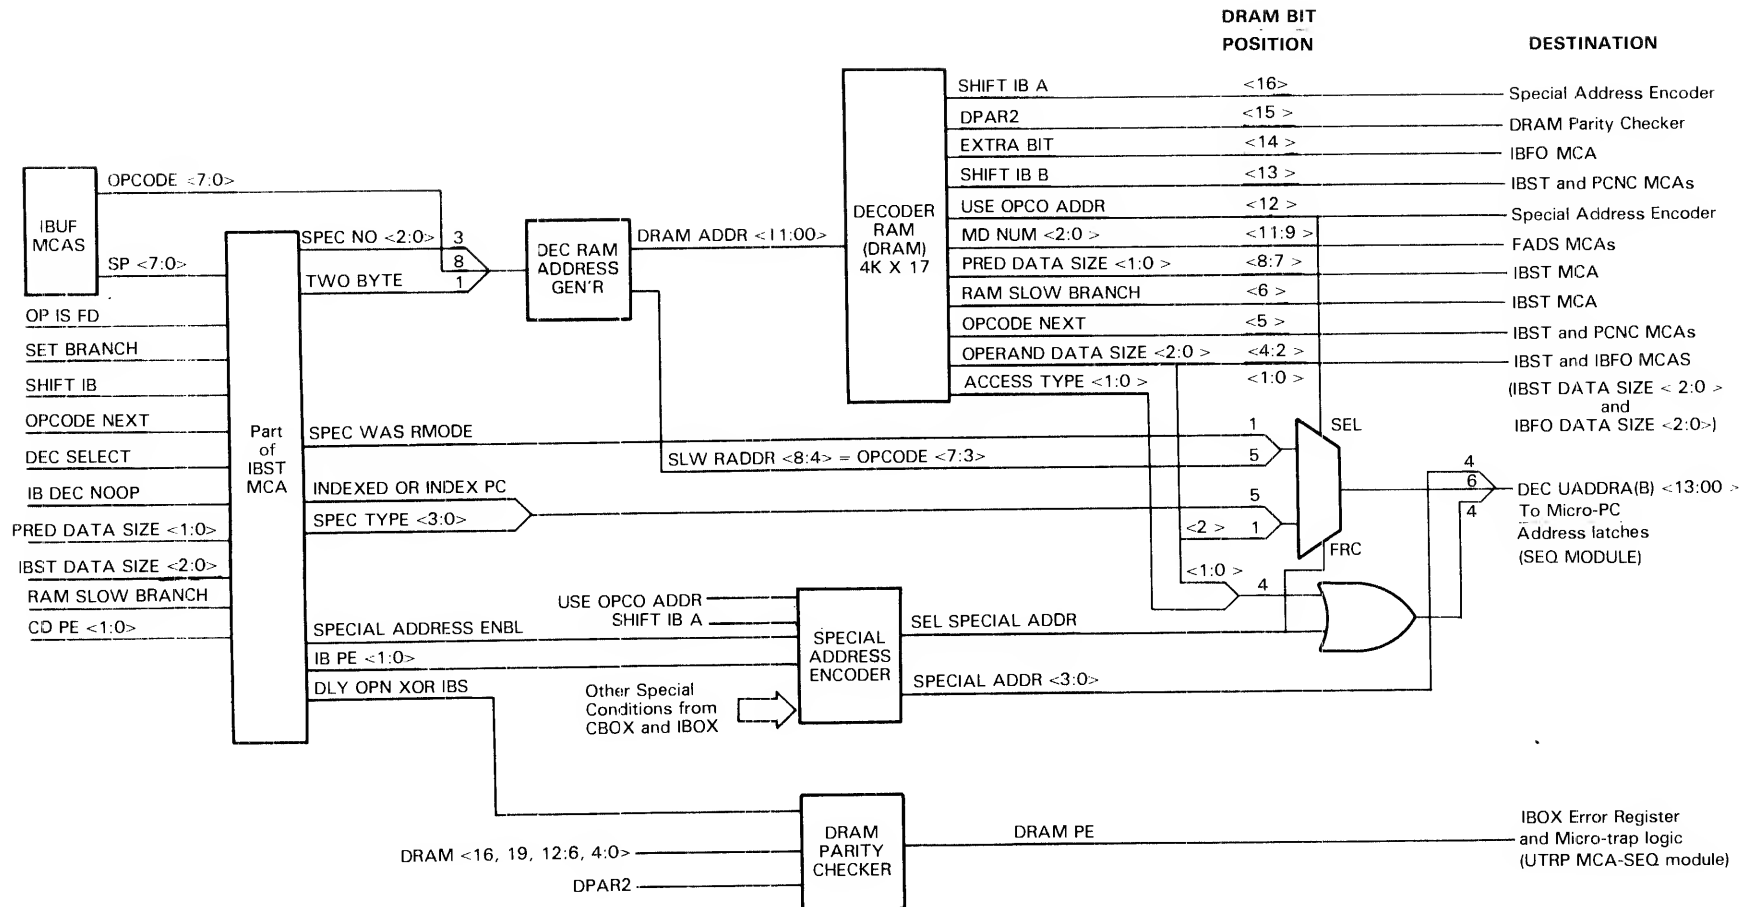 DRAM BIT
POSITION
DESTINATION
SHIFT IB A <16> Special Address Encoder
DPAR2 <15 > DRAM Parity Checker
EXTRA BIT <14> IBFO MCA
SHIFT IB B <13 > IBST and PCNC MCAs
USE OPCO ADDR <12 > Special Address Encoder
MD NUM <2:0 > <11:9 > FADS MCAs
PRED DATA SIZE <1:0 > <8:7 > IBST MCA
RAM SLOW BRANCH <6 > IBST MCA
OPCODE NEXT <5 > IBST and PCNC MCAs
OPERAND DATA SIZE <2:0 > <4:2 > IBST and IBFO MCAS
ACCESS TYPE <1:0 > <1:0 >
(IBST DATA SIZE < 2:0 >
and
IBFO DATA SIZE <2:0>)
DECODER
RAM
(DRAM)
4K X 17
IBUF
MCAS
OPCODE <7:0>
SP <7:0>
SPEC NO <2:0> 3
8
TWO BYTE 1
DEC RAM
ADDRESS
GEN'R
DRAM ADDR <11:00>
OP IS FD
SET BRANCH
SHIFT IB
OPCODE NEXT
DEC SELECT
IB DEC NOOP
PRED DATA SIZE <1:0>
IBST DATA SIZE <2:0>
RAM SLOW BRANCH
CD PE <1:0>
Part
of
IBST
MCA
SPEC WAS RMODE 1
SLW RADDR <8:4> = OPCODE <7:3> 5
INDEXED OR INDEX PC 5
SPEC TYPE <3:0>
<2 > 1
SEL
FRC
<1:0 > 4
4
6
4
DEC UADDRA(B) <13:00 >
To Micro-PC
Address latches
(SEQ MODULE)
USE OPCO ADDR
SHIFT IB A
SPECIAL ADDRESS ENBL
IB PE <1:0>
DLY OPN XOR IBS
Other Special
Conditions from
CBOX and IBOX
SPECIAL
ADDRESS
ENCODER
SEL SPECIAL ADDR
SPECIAL ADDR <3:0>
DRAM <16, 19, 12:6, 4:0>
DPAR2
DRAM
PARITY
CHECKER
DRAM PE
IBOX Error Register
and Micro-trap logic
(UTRP MCA-SEQ module)